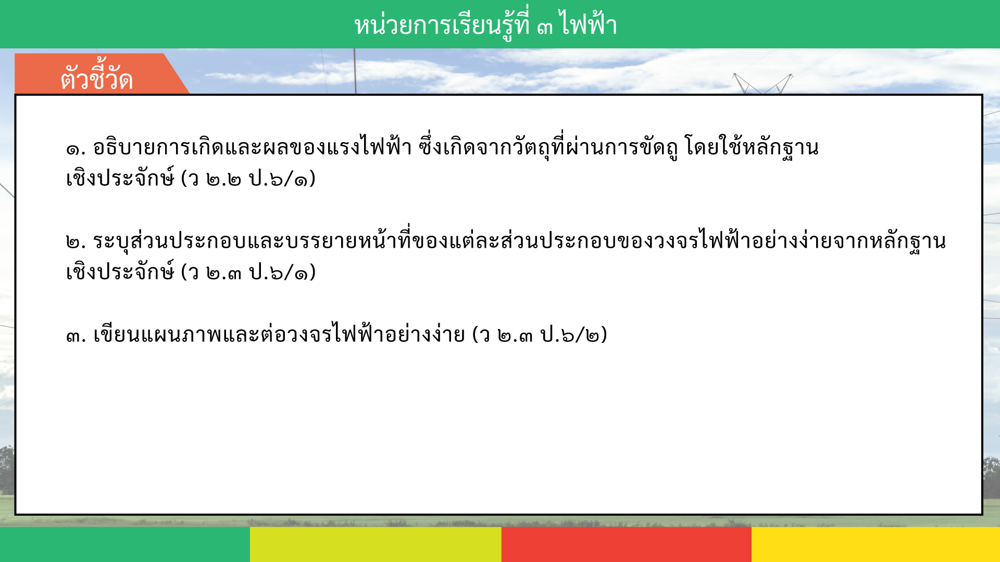 หน่วยการเรียนรู้ที่ ๓ ไฟฟ้า
ตัวชี้วัด
๑. อธิบายการเกิดและผลของแรงไฟฟ้า ซึ่งเกิดจากวัตถุที่ผ่านการขัดถู โดยใช้หลักฐาน
เชิงประจักษ์ (ว ๒.๒ ป.๖/๑)
๒. ระบุส่วนประกอบและบรรยายหน้าที่ของแต่ละส่วนประกอบของวงจรไฟฟ้าอย่างง่ายจากหลักฐาน
เชิงประจักษ์ (ว ๒.๓ ป.๖/๑)
๓. เขียนแผนภาพและต่อวงจรไฟฟ้าอย่างง่าย (ว ๒.๓ ป.๖/๒)